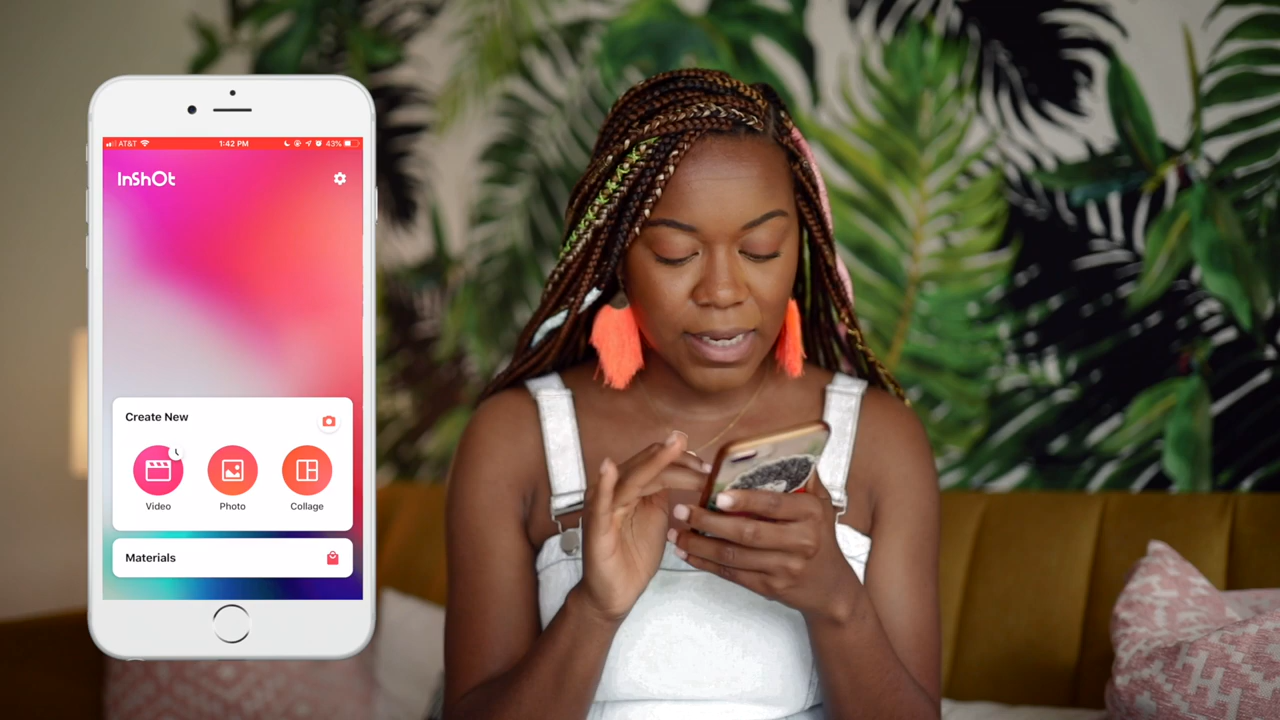 AT&T 1:42 PM 43%
InShOt
Create New
Video Photo Collage
Materials